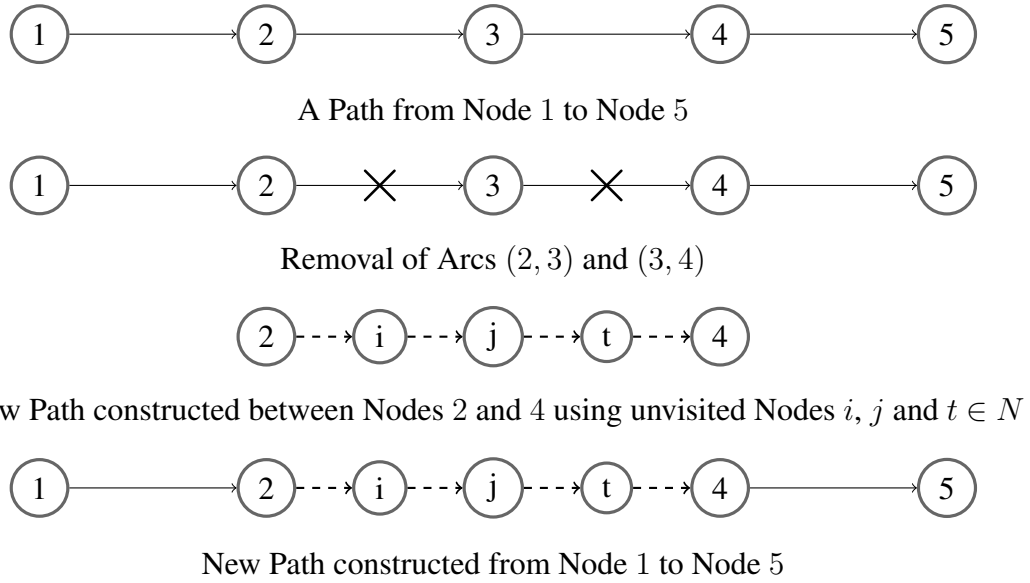 1 2 3 4 5
A Path from Node 1 to Node 5
1 2 3 4 5
Removal of Arcs (2, 3) and (3, 4)
2 i j t 4
Path constructed between Nodes 2 and 4 using unvisited Nodes i, j and t ∈ N
1 2 i j t 4 5
New Path constructed from Node 1 to Node 5